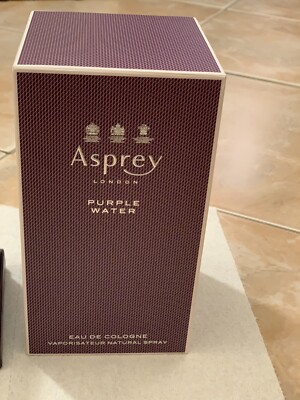 Asprey
LONDON
PURPLE
WATER
EAU DE COLOGNE
VAPORISATEUR NATURAL SPRAY